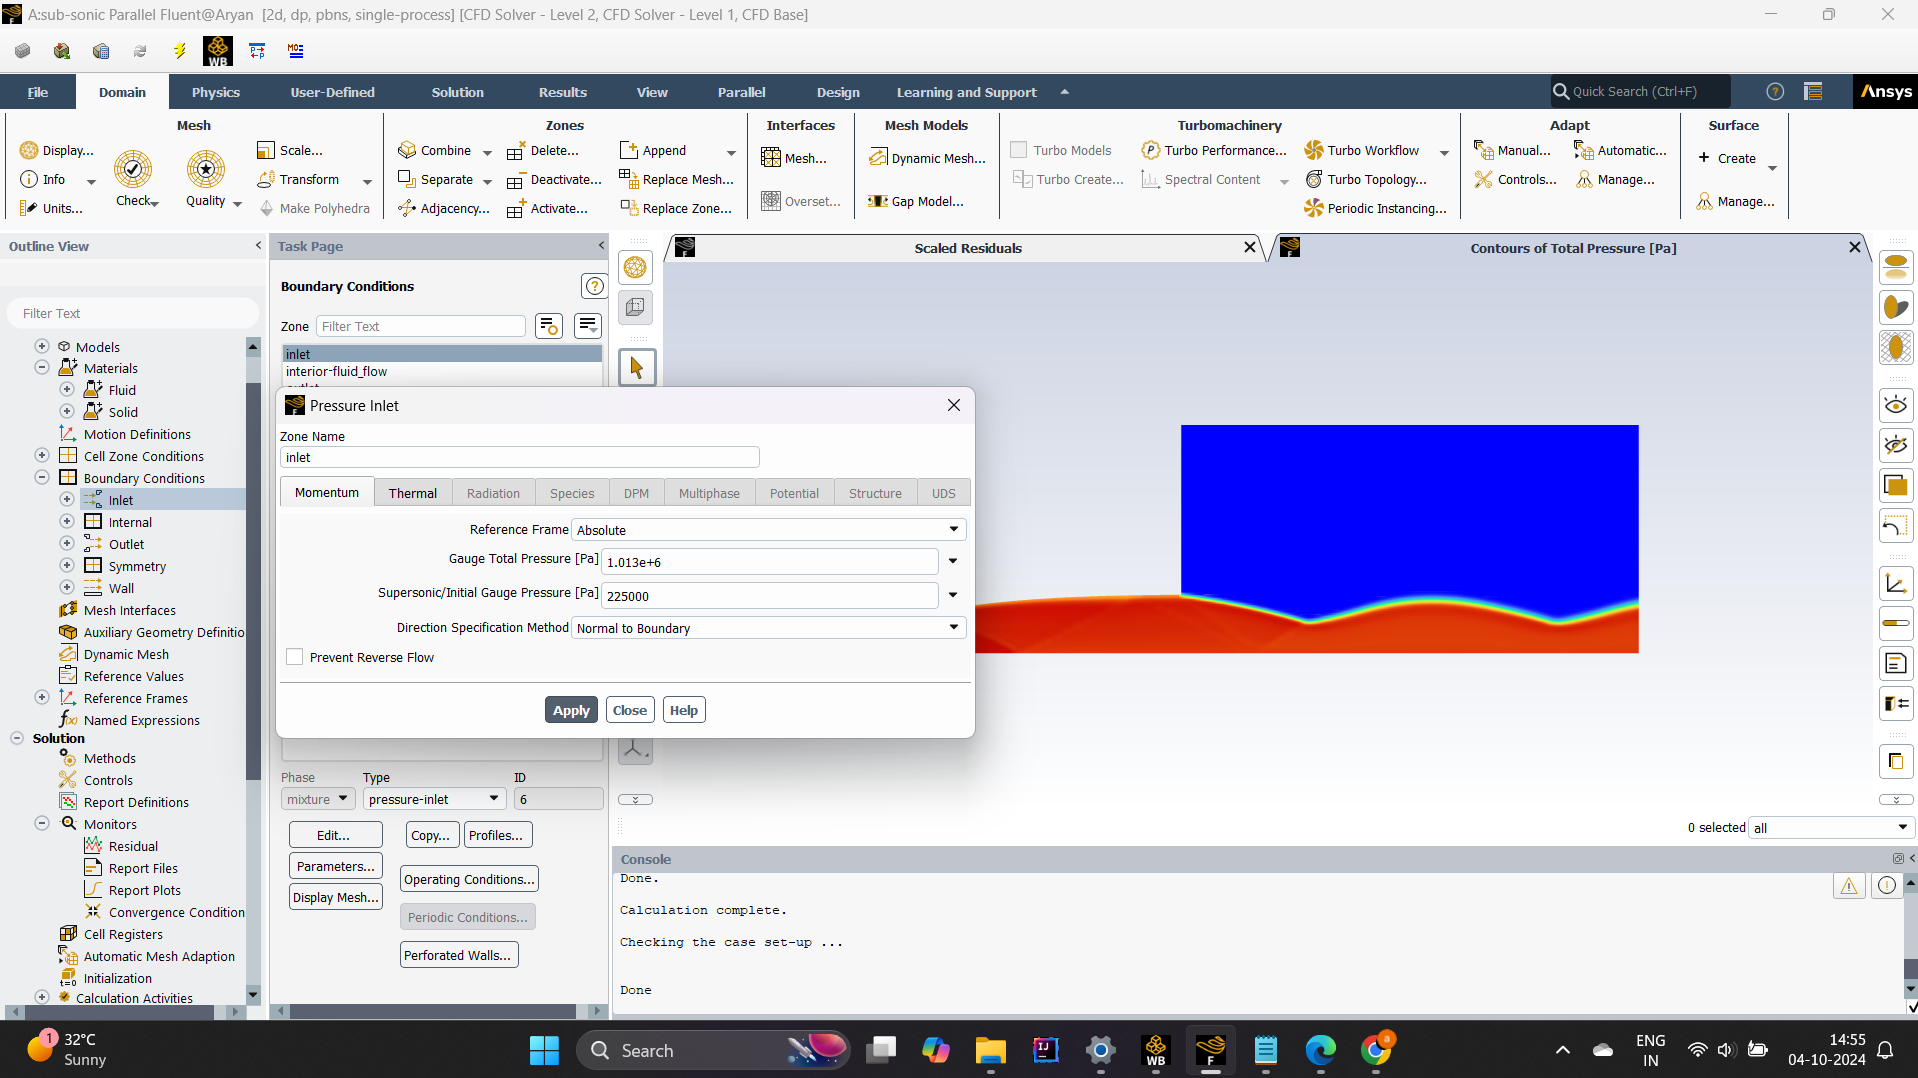 A:sub-sonic Parallel Fluent@Aryan [2d, dp, pbns, single-process] [CFD Solver - Level 2, CFD Solver - Level 1, CFD Base]
WB
File Domain Physics User-Defined Solution Results View Parallel Design Learning and Support Quick Search (Ctrl+F) Ansys
Mesh
Display...
Info
Units...
Check
Quality
Scale...
Transform
Make Polyhedra
Zones
Combine
Separate
Adjacency...
Delete...
Deactivate...
Activate...
Append
Replace Mesh...
Replace Zone...
Interfaces
Mesh...
Overset...
Mesh Models
Dynamic Mesh...
Gap Model...
Turbomachinery
Turbo Models
Turbo Create...
Turbo Performance...
Spectral Content
Turbo Workflow
Turbo Topology...
Periodic Instancing...
Adapt
Manual...
Controls...
Automatic...
Manage...
Surface
Create
Manage...
Outline View
Filter Text
Models
Materials
Fluid
Solid
Motion Definitions
Cell Zone Conditions
Boundary Conditions
Inlet
Internal
Outlet
Symmetry
Wall
Mesh Interfaces
Auxiliary Geometry Definitio
Dynamic Mesh
Reference Values
Reference Frames
Named Expressions
Solution
Methods
Controls
Report Definitions
Monitors
Residual
Report Files
Report Plots
Convergence Condition
Cell Registers
Automatic Mesh Adaption
Initialization
Calculation Activities
Task Page
Boundary Conditions
Zone Filter Text
inlet
interior-fluid_flow
Pressure Inlet
Zone Name
inlet
Momentum Thermal Radiation Species DPM Multiphase Potential Structure UDS
Reference Frame Absolute
Gauge Total Pressure [Pa] 1.013e+6
Supersonic/Initial Gauge Pressure [Pa] 225000
Direction Specification Method Normal to Boundary
Prevent Reverse Flow
Apply Close Help
Phase Type ID
mixture pressure-inlet 6
Edit... Copy... Profiles...
Parameters... Operating Conditions...
Display Mesh...
Periodic Conditions...
Perforated Walls...
Scaled Residuals
Contours of Total Pressure [Pa]
0 selected all
Console
Done.
Calculation complete.
Checking the case set-up ...
Done
1
32°C
Sunny
Search
WB
ENG
IN
14:55
04-10-2024